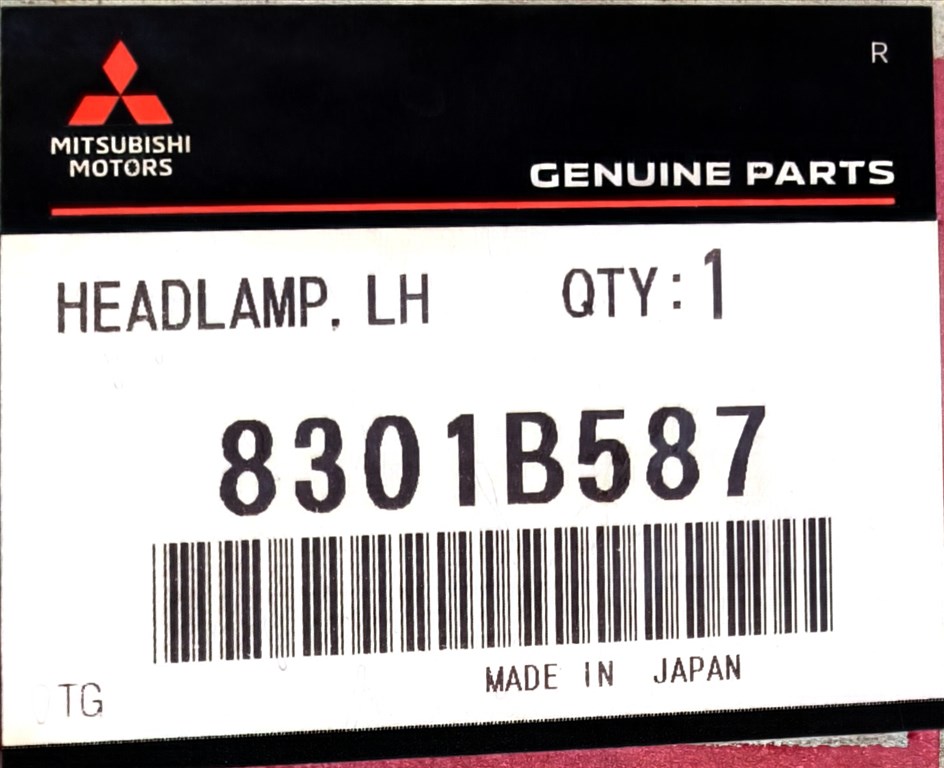 R
MITSUBISHI
MOTORS
GENUINE PARTS
HEADLAMP, LH QTY:1
8301B587
MADE IN JAPAN
TG